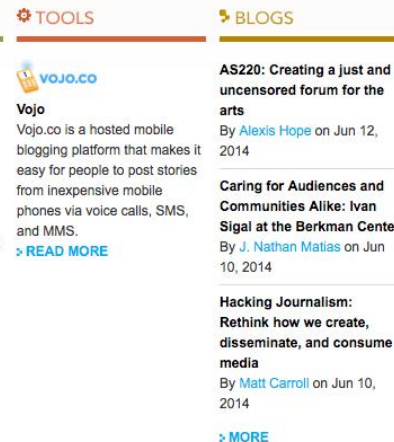 TOOLS
VOJO.CO
Vojo
Vojo.co is a hosted mobile
blogging platform that makes it
easy for people to post stories
from inexpensive mobile
phones via voice calls, SMS,
and MMS.
READ MORE
BLOGS
AS220: Creating a just and
uncensored forum for the
arts
By Alexis Hope on Jun 12,
2014
Caring for Audiences and
Communities Alike: Ivan
Sigal at the Berkman Cente
By J. Nathan Matias on Jun
10, 2014
Hacking Journalism:
Rethink how we create,
disseminate, and consume
media
By Matt Carroll on Jun 10,
2014
MORE